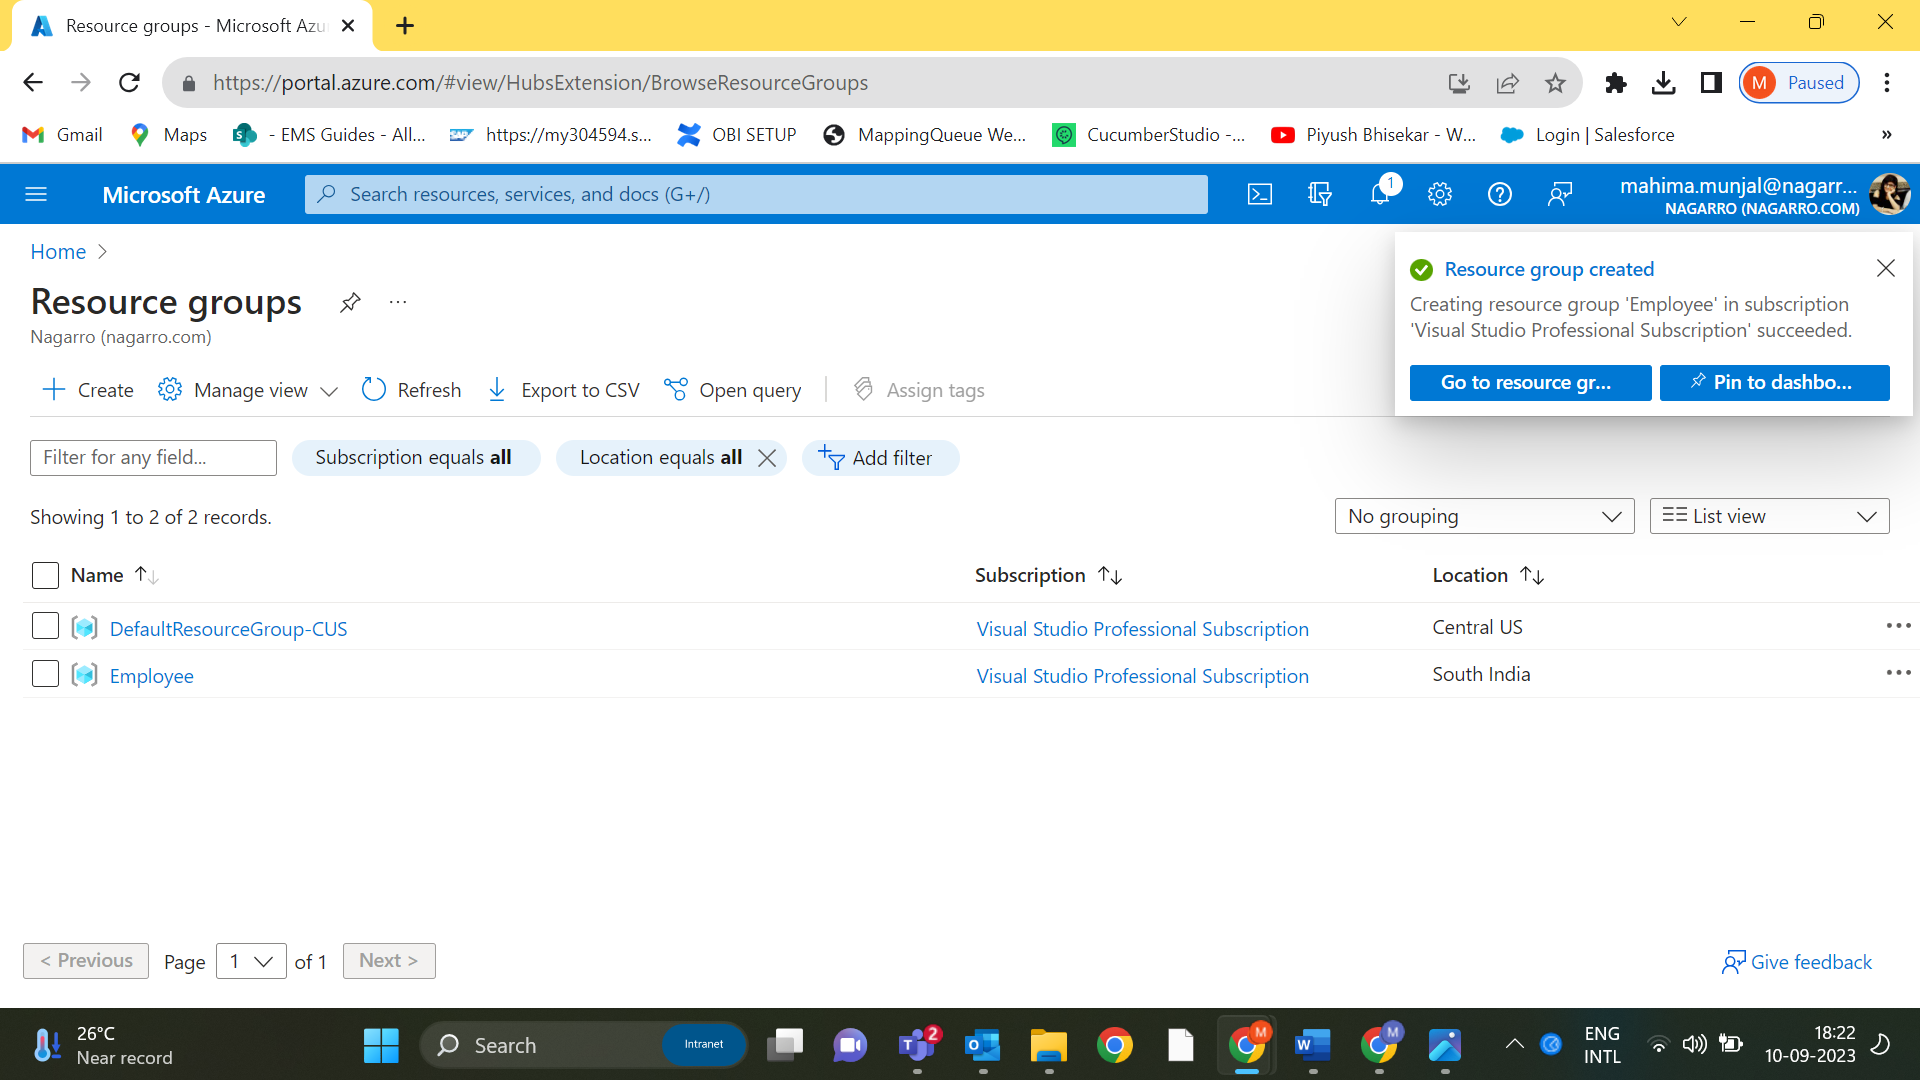 Resource groups - Microsoft Azu
https://portal.azure.com/#view/HubsExtension/BrowseResourceGroups
M Paused
Gmail
Maps
- EMS Guides - All...
https://my304594.s...
OBI SETUP
MappingQueue We...
CucumberStudio -...
Piyush Bhisekar - W...
Login | Salesforce
»
Microsoft Azure
Search resources, services, and docs (G+/)
1
mahima.munjal@nagarr...
NAGARRO (NAGARRO.COM)
Home
Resource groups
Nagarro (nagarro.com)
Resource group created
Creating resource group 'Employee' in subscription
'Visual Studio Professional Subscription' succeeded.
Go to resource gr...
Pin to dashbo...
Create
Manage view
Refresh
Export to CSV
Open query
Assign tags
Filter for any field...
Subscription equals all
Location equals all
Add filter
Showing 1 to 2 of 2 records.
No grouping
List view
Name
Subscription
Location
DefaultResourceGroup-CUS
Visual Studio Professional Subscription
Central US
Employee
Visual Studio Professional Subscription
South India
< Previous
Page 1 of 1
Next >
Give feedback
26°C
Near record
Search
Intranet
2
M
M
ENG
INTL
18:22
10-09-2023